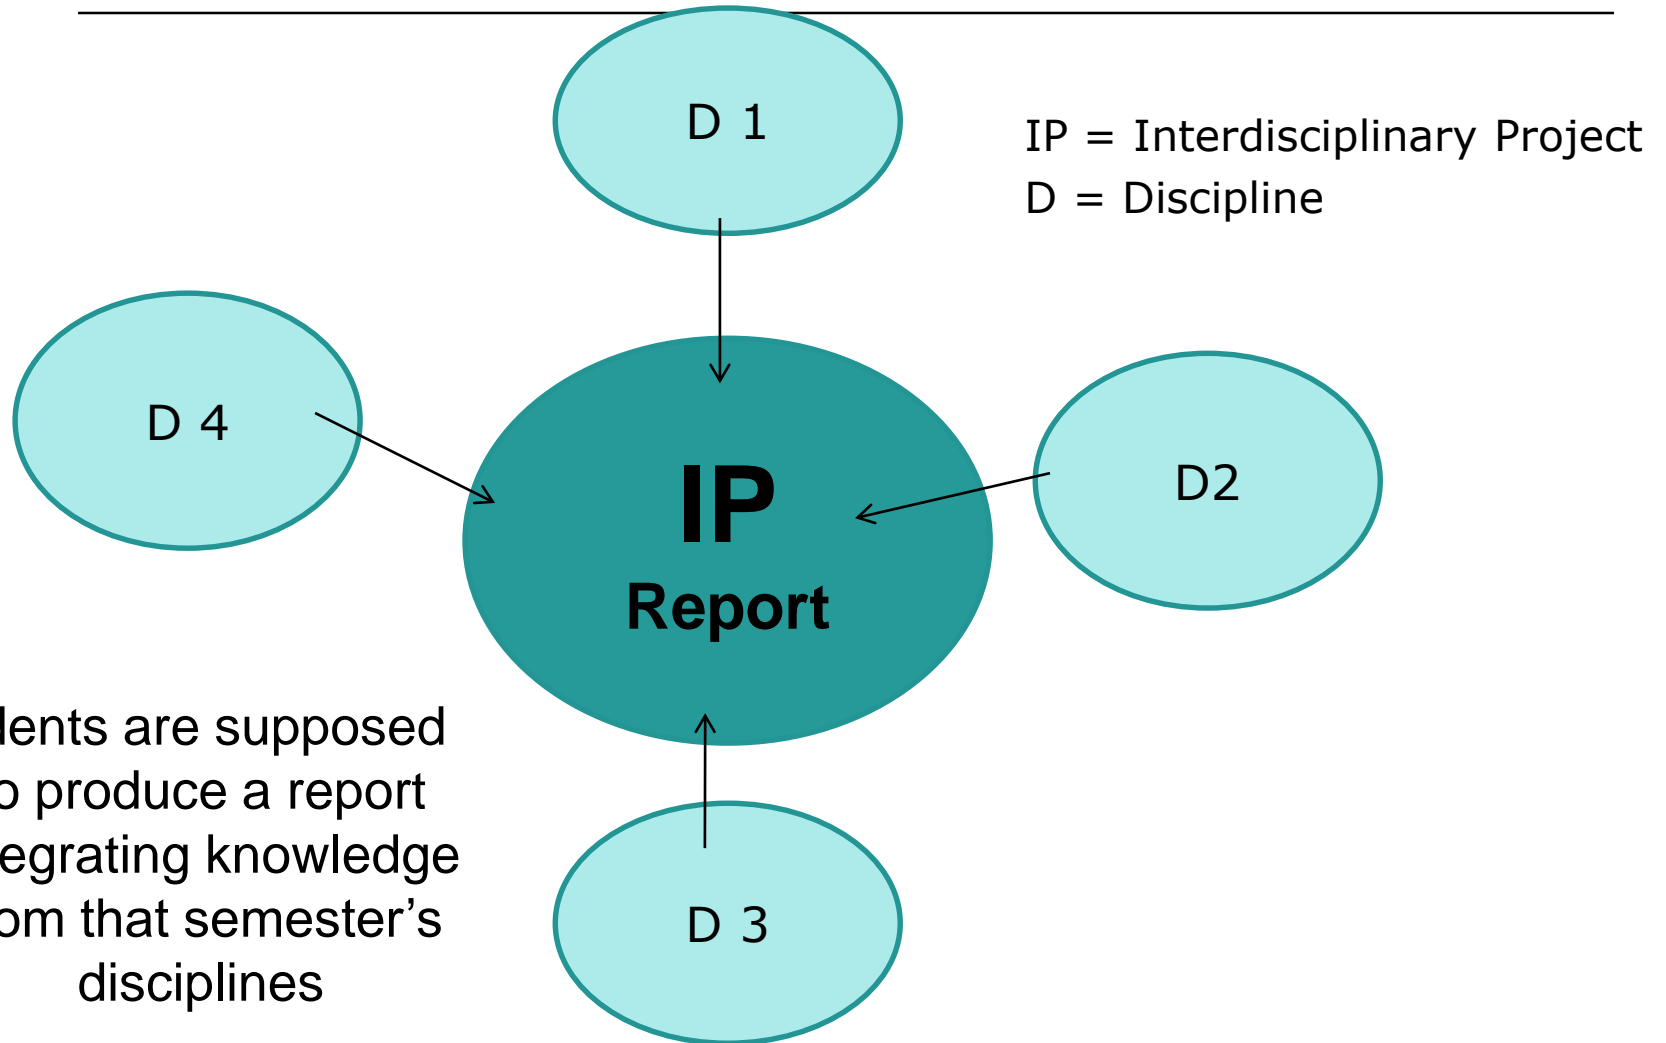 D 1
IP = Interdisciplinary Project
D = Discipline
D 4
IP
Report
D2
dents are supposed
o produce a report
egrating knowledge
om that semester’s
disciplines
D 3